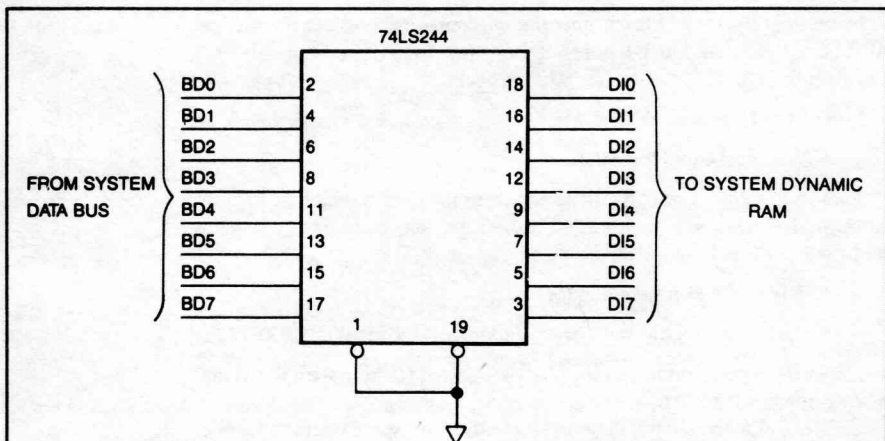 74LS244
BD0 2 18 DI0
BD1 4 16 DI1
BD2 6 14 DI2
BD3 8 12 DI3
BD4 11 9 DI4
BD5 13 7 DI5
BD6 15 5 DI6
BD7 17 3 DI7
FROM SYSTEM
DATA BUS
TO SYSTEM DYNAMIC
RAM
1 19